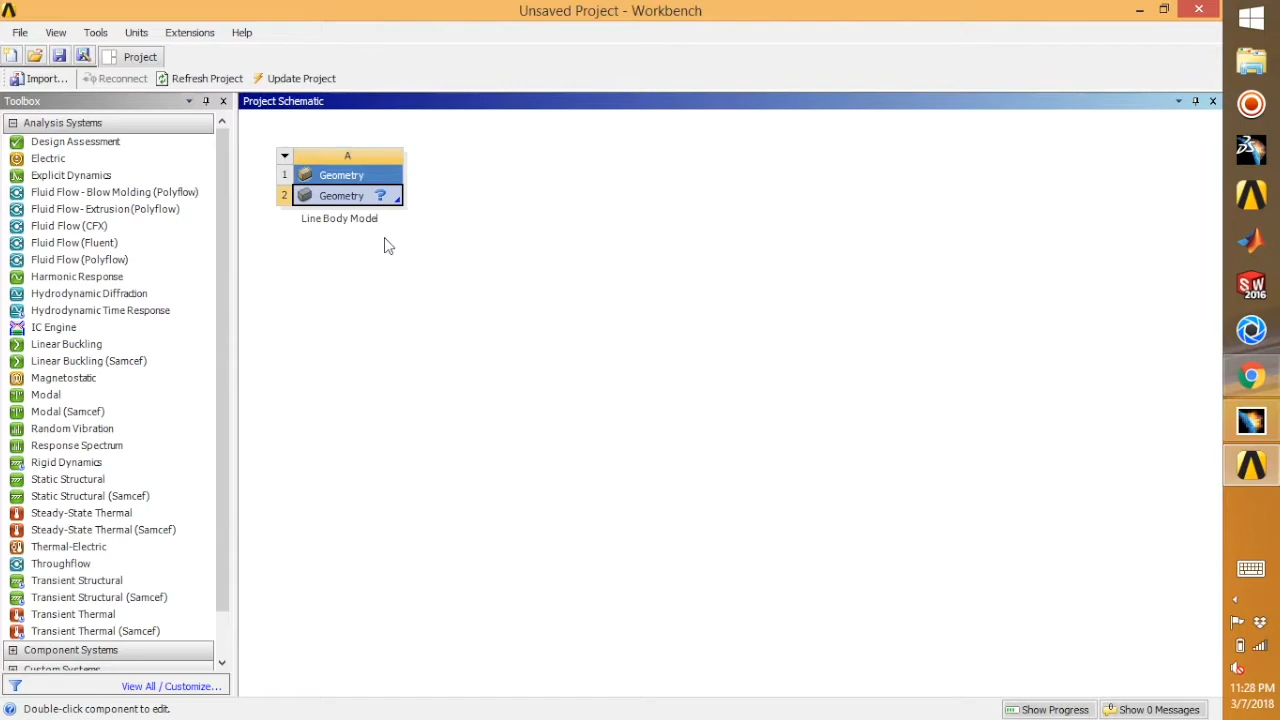 Unsaved Project - Workbench
File View Tools Units Extensions Help
Project
Import... Reconnect Refresh Project Update Project
Toolbox
Project Schematic
Analysis Systems
Design Assessment
Electric
Explicit Dynamics
Fluid Flow - Blow Molding (Polyflow)
Fluid Flow- Extrusion (Polyflow)
Fluid Flow (CFX)
Fluid Flow (Fluent)
Fluid Flow (Polyflow)
Harmonic Response
Hydrodynamic Diffraction
Hydrodynamic Time Response
IC Engine
Linear Buckling
Linear Buckling (Samcef)
Magnetostatic
Modal
Modal (Samcef)
Random Vibration
Response Spectrum
Rigid Dynamics
Static Structural
Static Structural (Samcef)
Steady-State Thermal
Steady-State Thermal (Samcef)
Thermal-Electric
Throughflow
Transient Structural
Transient Structural (Samcef)
Transient Thermal
Transient Thermal (Samcef)
Component Systems
Custom Systems
View All / Customize...
A
1 Geometry
2 Geometry ?
Line Body Model
Double-click component to edit.
Show Progress
Show 0 Messages
SW
2016
11:28 PM
3/7/2018